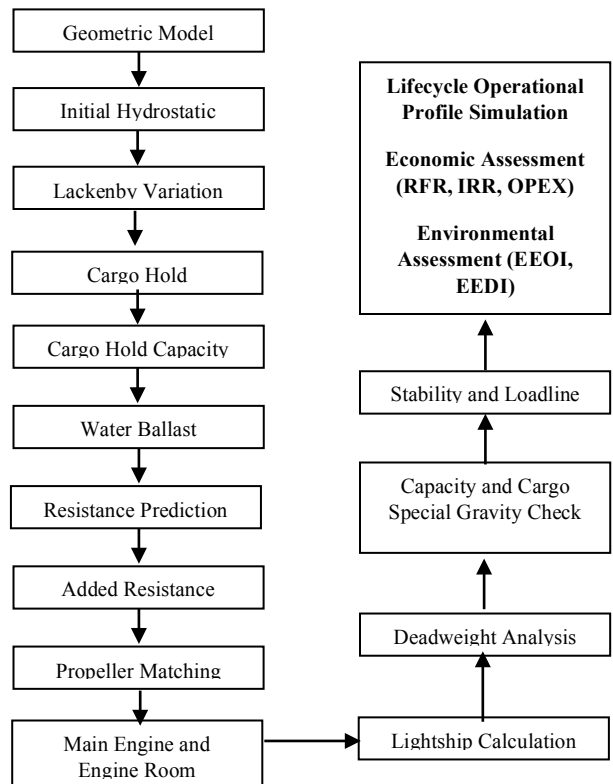 Geometric Model
Initial Hydrostatic
Lackenby Variation
Cargo Hold
Cargo Hold Capacity
Water Ballast
Resistance Prediction
Added Resistance
Propeller Matching
Main Engine and
Engine Room
Lightship Calculation
Deadweight Analysis
Capacity and Cargo
Special Gravity Check
Stability and Loadline
Lifecycle Operational
Profile Simulation
Economic Assessment
(RFR, IRR, OPEX)
Environmental
Assessment (EEOI,
EEDI)